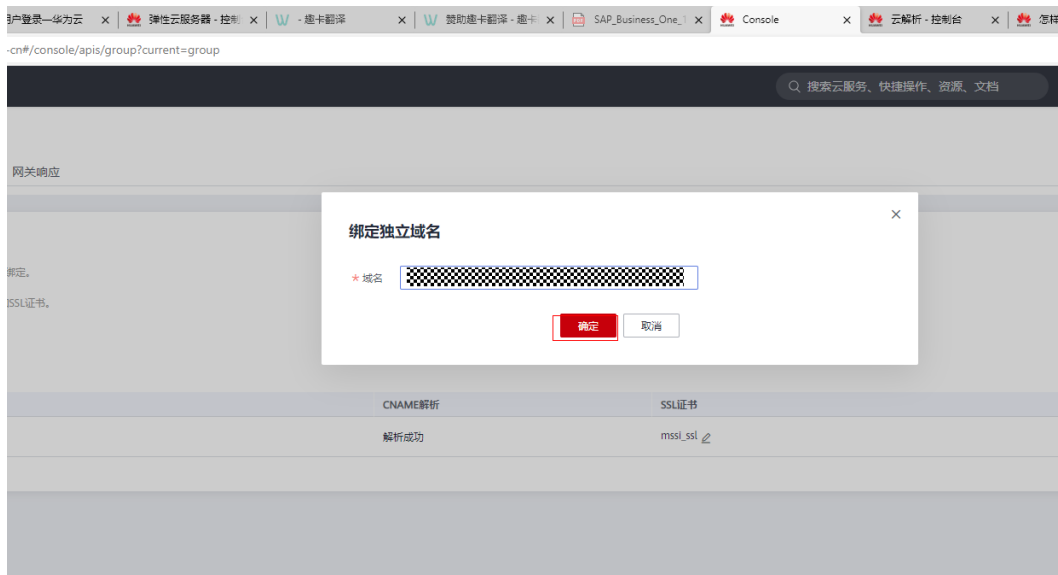 用户登录—华为云
弹性云服务器 - 控制
- 趣卡翻译
赞助趣卡翻译 - 趣卡
SAP_Business_One_1
Console
云解析 - 控制台
怎样
-cn#/console/apis/group?current=group
搜索云服务、快捷操作、资源、文档
网关响应
绑定独立域名
* 域名
绑定。
SSL证书。
确定
取消
CNAME解析
SSL证书
解析成功
mssi_ssl